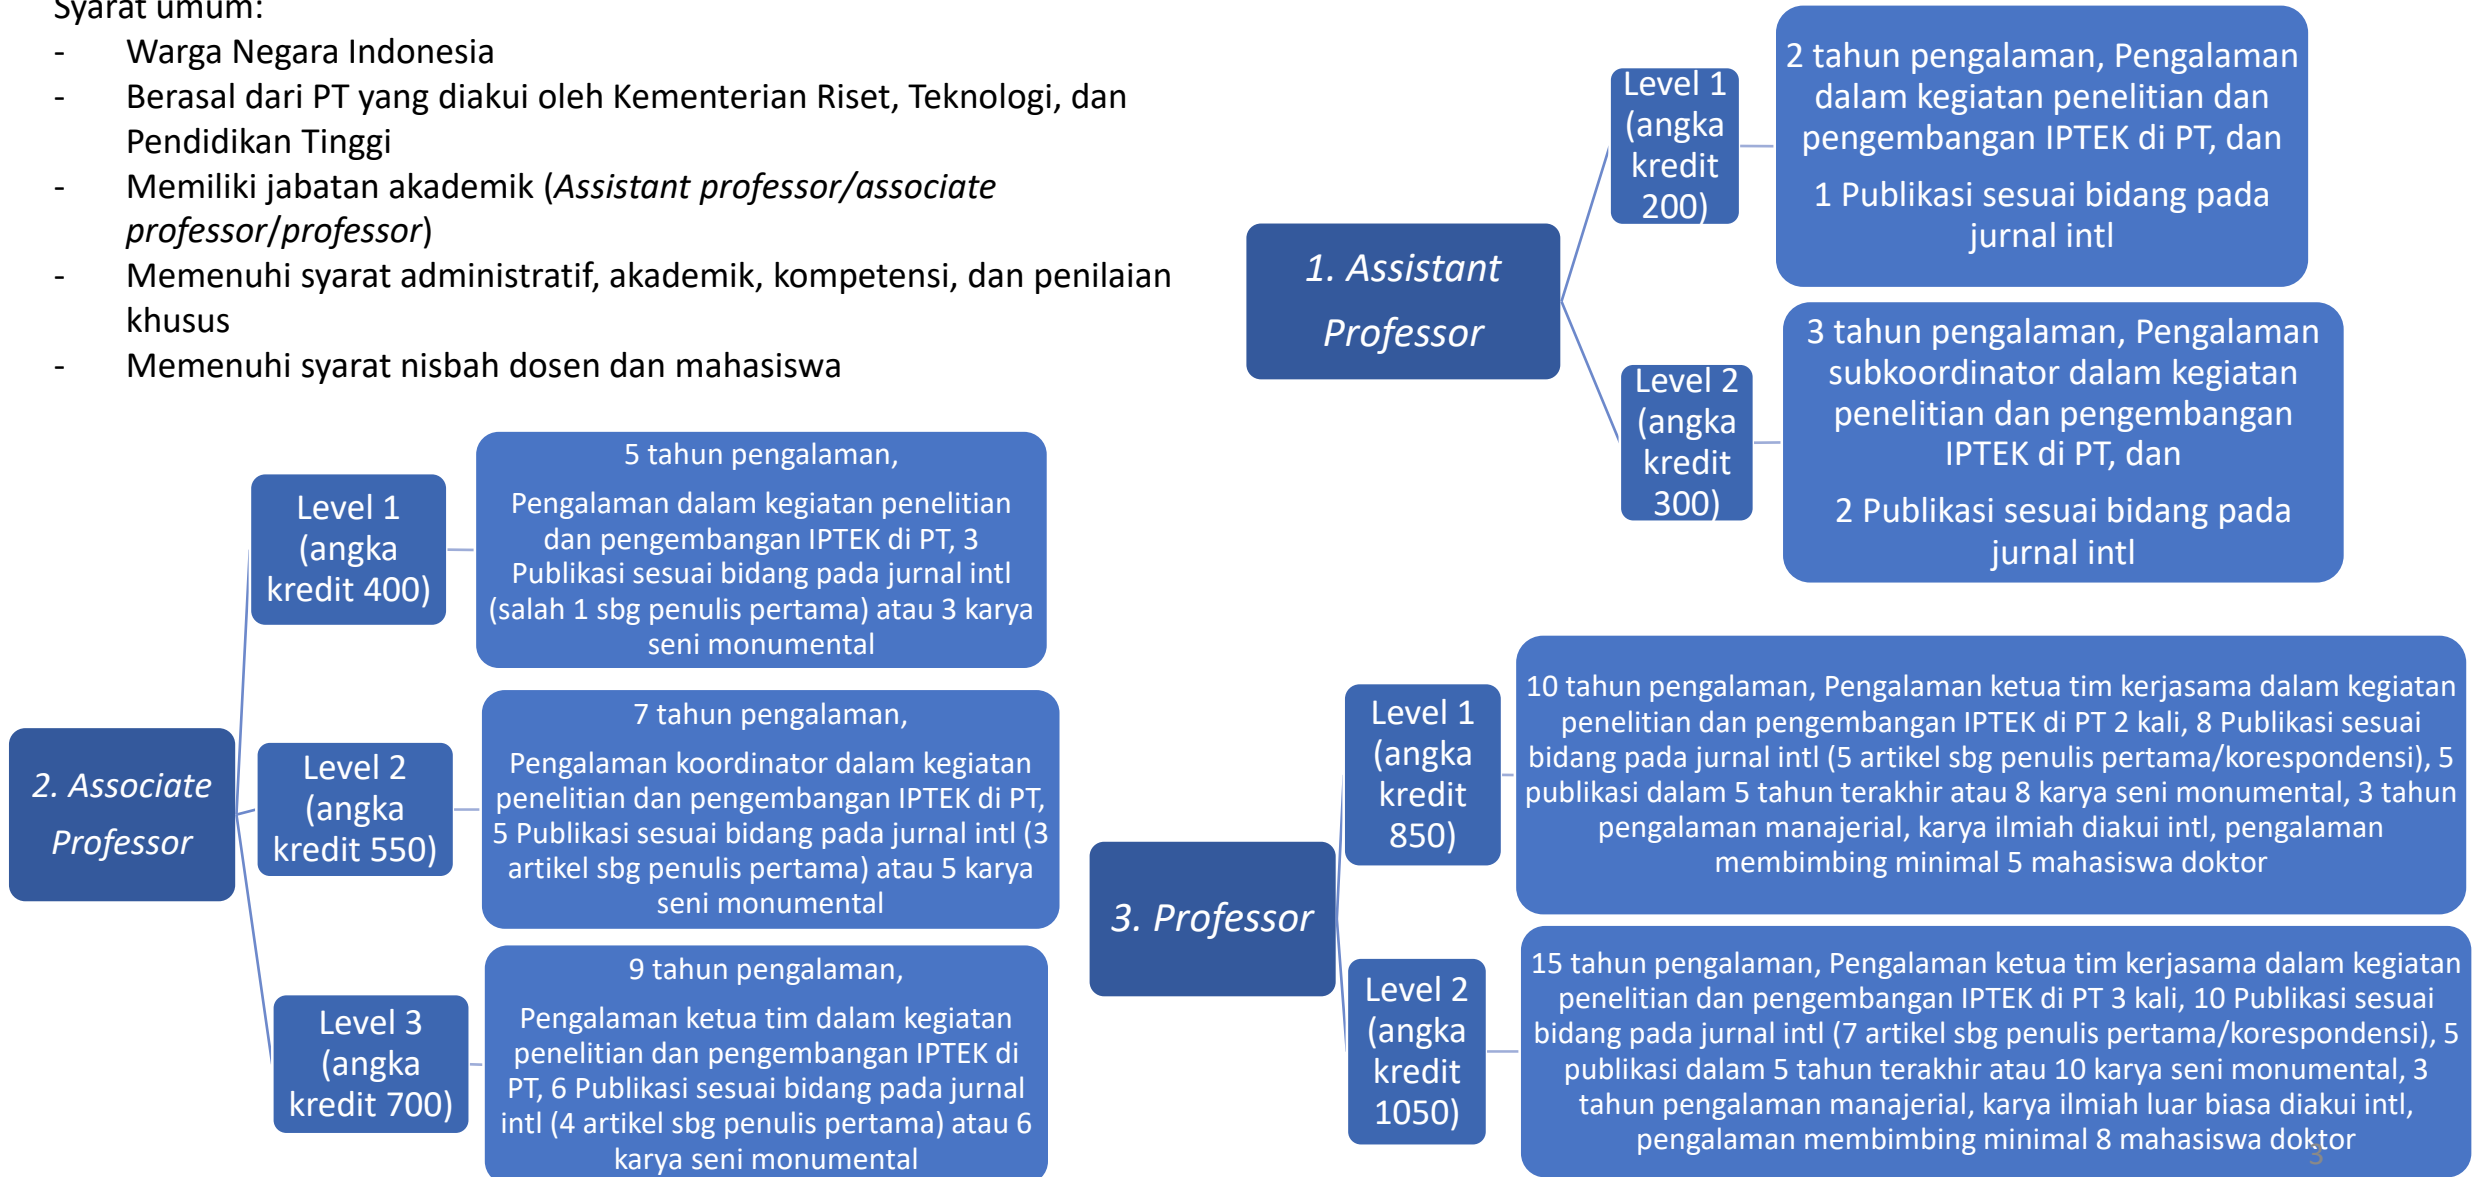 Syarat umum:
- Warga Negara Indonesia
- Berasal dari PT yang diakui oleh Kementerian Riset, Teknologi, dan
Pendidikan Tinggi
- Memiliki jabatan akademik (Assistant professor/associate
professor/professor)
- Memenuhi syarat administratif, akademik, kompetensi, dan penilaian
khusus
- Memenuhi syarat nisbah dosen dan mahasiswa
1. Assistant
Professor
Level 1
(angka
kredit
200)
2 tahun pengalaman, Pengalaman
dalam kegiatan penelitian dan
pengembangan IPTEK di PT, dan
1 Publikasi sesuai bidang pada
jurnal intl
Level 2
(angka
kredit
300)
3 tahun pengalaman, Pengalaman
subkoordinator dalam kegiatan
penelitian dan pengembangan
IPTEK di PT, dan
2 Publikasi sesuai bidang pada
jurnal intl
2. Associate
Professor
Level 1
(angka
kredit 400)
5 tahun pengalaman,
Pengalaman dalam kegiatan penelitian
dan pengembangan IPTEK di PT, 3
Publikasi sesuai bidang pada jurnal intl
(salah 1 sbg penulis pertama) atau 3 karya
seni monumental
Level 2
(angka
kredit 550)
7 tahun pengalaman,
Pengalaman koordinator dalam kegiatan
penelitian dan pengembangan IPTEK di PT,
5 Publikasi sesuai bidang pada jurnal intl (3
artikel sbg penulis pertama) atau 5 karya
seni monumental
Level 3
(angka
kredit 700)
9 tahun pengalaman,
Pengalaman ketua tim dalam kegiatan
penelitian dan pengembangan IPTEK di
PT, 6 Publikasi sesuai bidang pada jurnal
intl (4 artikel sbg penulis pertama) atau 6
karya seni monumental
3. Professor
Level 1
(angka
kredit
850)
10 tahun pengalaman, Pengalaman ketua tim kerjasama dalam kegiatan
penelitian dan pengembangan IPTEK di PT 2 kali, 8 Publikasi sesuai
bidang pada jurnal intl (5 artikel sbg penulis pertama/korespondensi), 5
publikasi dalam 5 tahun terakhir atau 8 karya seni monumental, 3 tahun
pengalaman manajerial, karya ilmiah diakui intl, pengalaman
membimbing minimal 5 mahasiswa doktor
Level 2
(angka
kredit
1050)
15 tahun pengalaman, Pengalaman ketua tim kerjasama dalam kegiatan
penelitian dan pengembangan IPTEK di PT 3 kali, 10 Publikasi sesuai
bidang pada jurnal intl (7 artikel sbg penulis pertama/korespondensi), 5
publikasi dalam 5 tahun terakhir atau 10 karya seni monumental, 3
tahun pengalaman manajerial, karya ilmiah luar biasa diakui intl,
pengalaman membimbing minimal 8 mahasiswa doktor
3